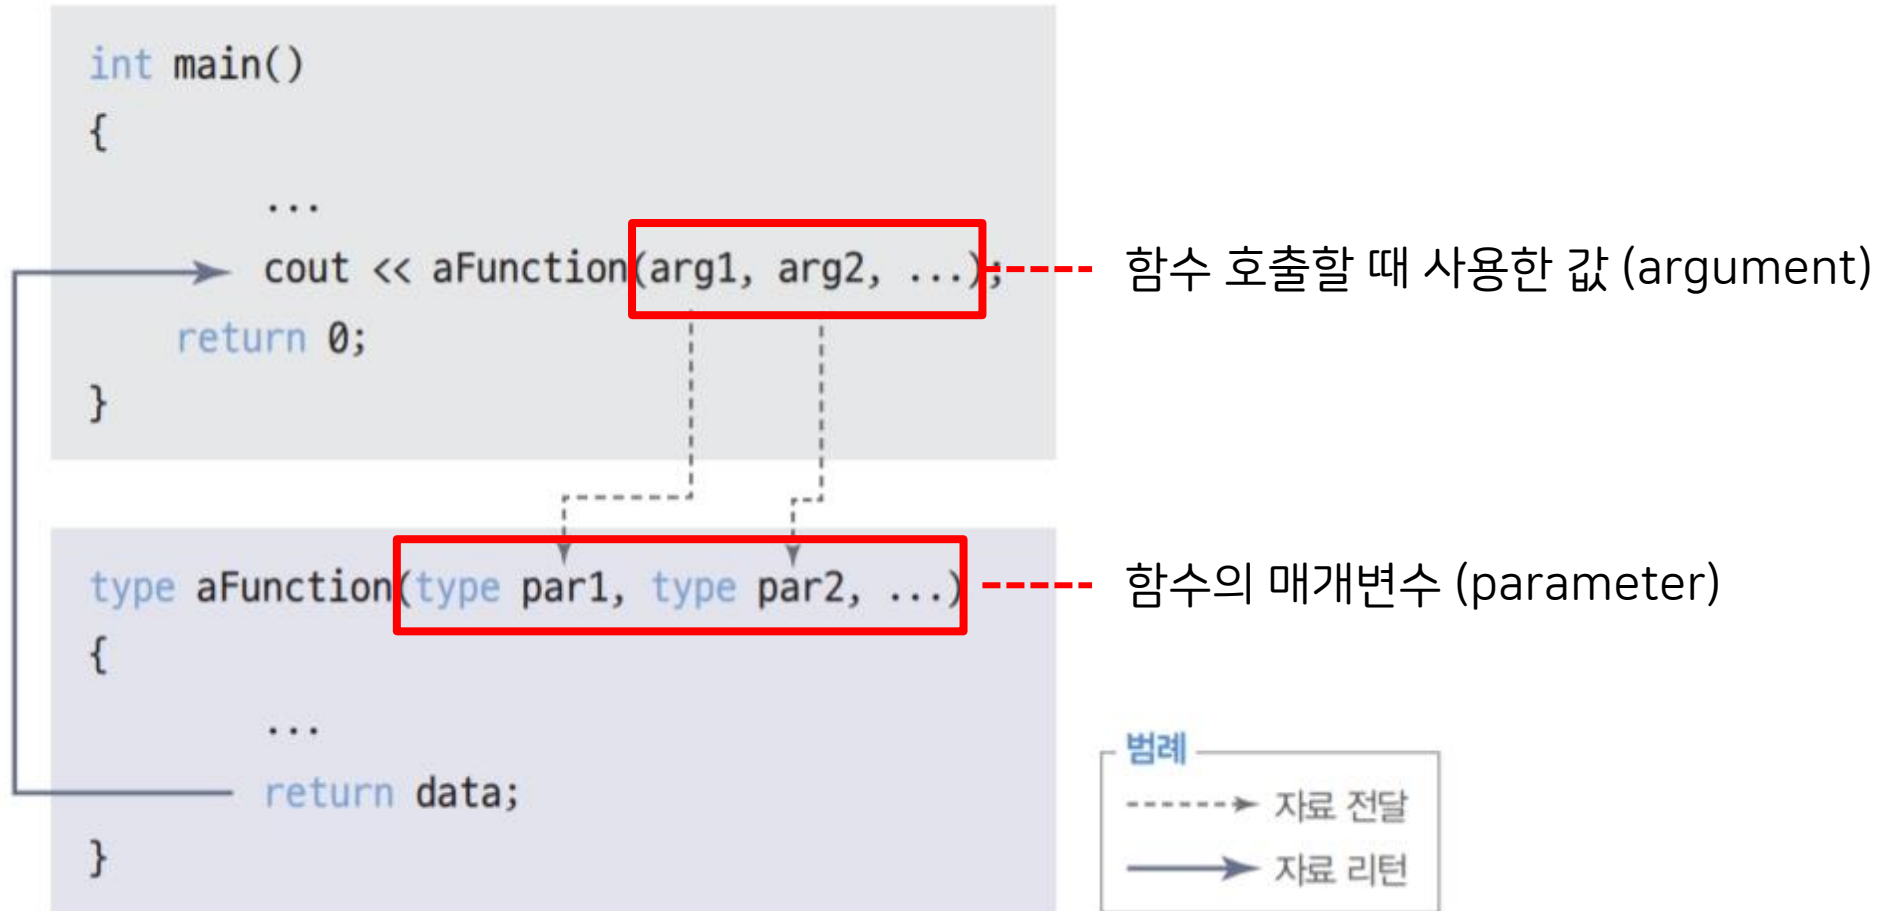 int main()
{
...
cout << aFunction(arg1, arg2, ...);
함수 호출할 때 사용한 값 (argument)
return 0;
}
type aFunction(type par1, type par2, ...)
함수의 매개변수 (parameter)
{
...
범례
return data;
자료 전달
}
자료 리턴